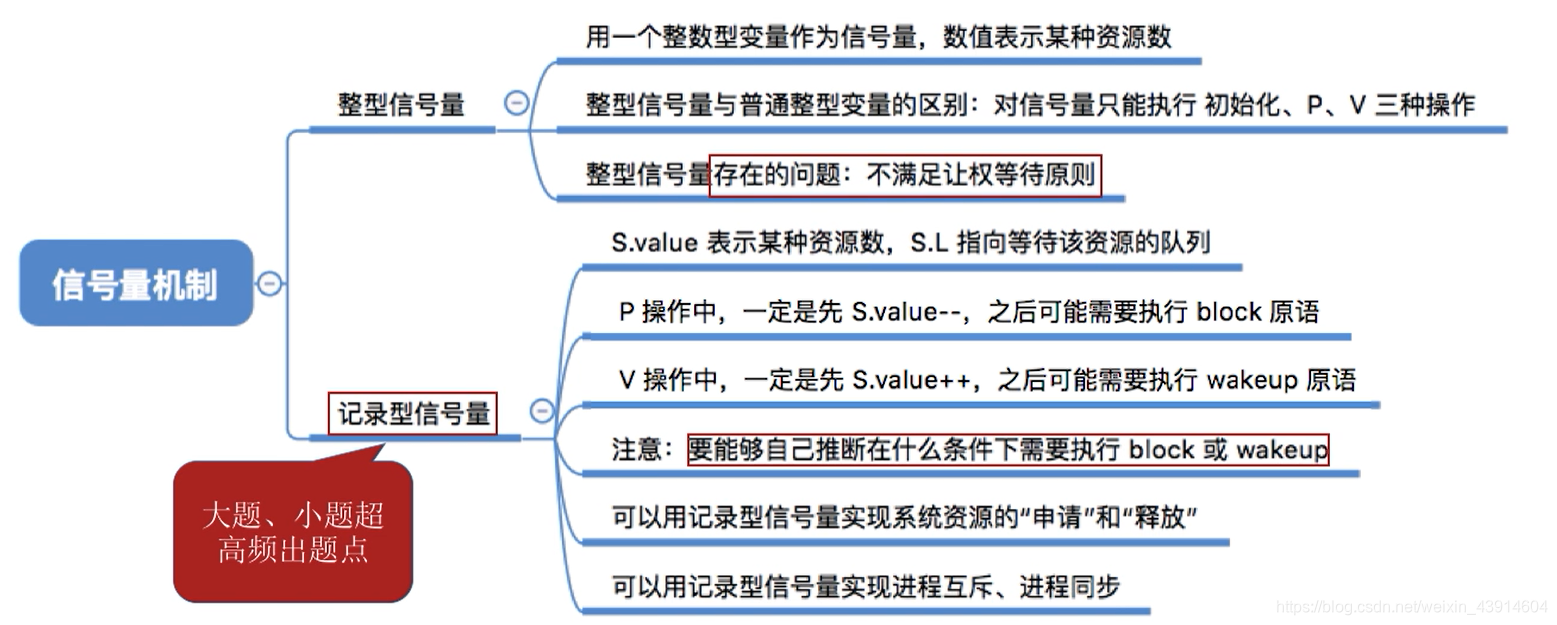 用一个整数型变量作为信号量，数值表示某种资源数
整型信号量
整型信号量与普通整型变量的区别：对信号量只能执行 初始化、P、V 三种操作
整型信号量存在的问题：不满足让权等待原则
信号量机制
S.value 表示某种资源数，S.L 指向等待该资源的队列
P 操作中，一定是先 S.value--，之后可能需要执行 block 原语
V 操作中，一定是先 S.value++，之后可能需要执行 wakeup 原语
记录型信号量
注意：要能够自己推断在什么条件下需要执行 block 或 wakeup
可以用记录型信号量实现系统资源的“申请”和“释放”
可以用记录型信号量实现进程互斥、进程同步
大题、小题超
高频出题点
https://blog.csdn.net/weixin_43914604